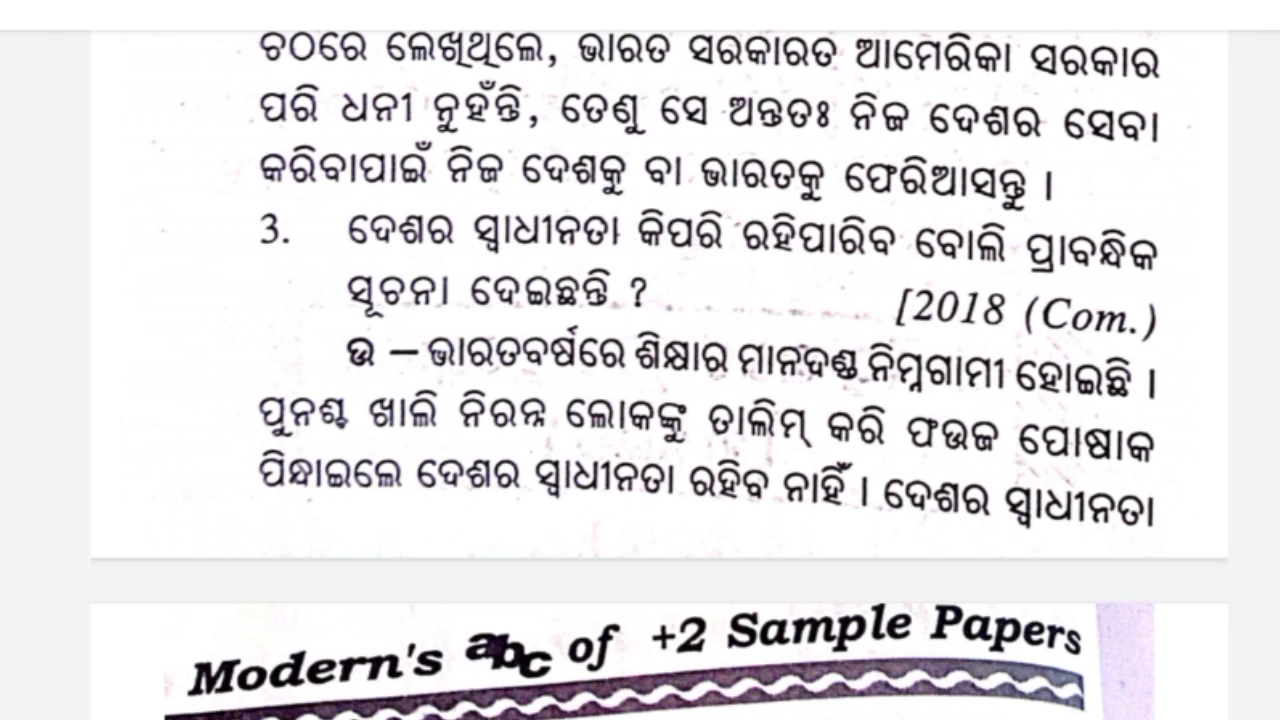 ଚଠରେ ଲେଖିଥିଲେ, ଭାରତ ସରକାରତ ଆମେରିକା ସରକାର
ପରି ଧନୀ ନୁହଁନ୍ତି, ତେଣୁ ସେ ଅନ୍ତତଃ ନିଜ ଦେଶର ସେବା
କରିବାପାଇଁ ନିଜ ଦେଶକୁ ବା ଭାରତକୁ ଫେରିଆସନ୍ତୁ ।
3. ଦେଶର ସ୍ୱାଧୀନତା କିପରି ରହିପାରିବ ବୋଲି ପ୍ରାବନ୍ଧିକ
ସୂଚନା ଦେଇଛନ୍ତି ? [2018 (Com.)
ଉ – ଭାରତବର୍ଷରେ ଶିକ୍ଷାର ମାନଦଣ୍ଡ ନିମ୍ନଗାମୀ ହୋଇଛି ।
ପୁନଶ୍ଚ ଖାଲି ନିରନ୍ନ ଲୋକଙ୍କୁ ତାଲିମ୍ କରି ଫଉଜ ପୋଷାକ
ପିନ୍ଧାଇଲେ ଦେଶର ସ୍ୱାଧୀନତା ରହିବ ନାହିଁ । ଦେଶର ସ୍ୱାଧୀନତା
Modern's abc of +2 Sample Papers